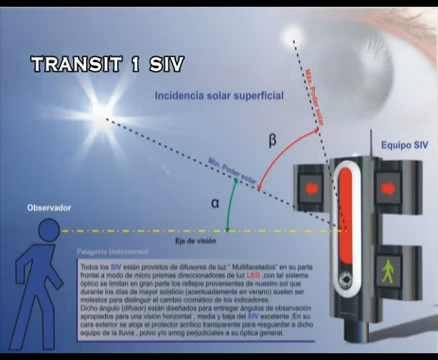 TRANSIT 1 SIV
Incidencia solar superficial
Máx. Poder solar
β
Equipo SIV
Min. Poder solar
α
Observador
Eje de visión
Patagonia bonIment
Todos los SIV están provistos de difusores de luz " Multifacetados" en su parte
frontal a modo de micro prismas direccionadores de luz LED ,con tal sistema
óptico se limitan en gran parte los reflejos provenientes de nuestro sol que
durante los días de mayor solsticio (acentuadamente en verano) suelen ser
molestos para distinguir el cambio cromático de los indicadores.
Dicho ángulo (difusor) están diseñados para entregar ángulos de observación
apropiados para una visión horizontal , media y baja del SIV excelente .En su
cara exterior se aloja el protector acrílico transparente para resguardar a dicho
equipo de la lluvia , polvo y/o smog perjudiciales a su óptica general.